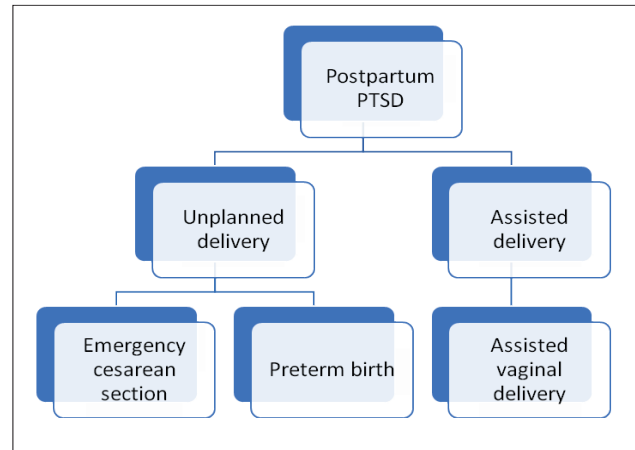 Postpartum
PTSD
Unplanned
delivery
Assisted
delivery
Emergency
cesarean
section
Preterm birth
Assisted
vaginal
delivery